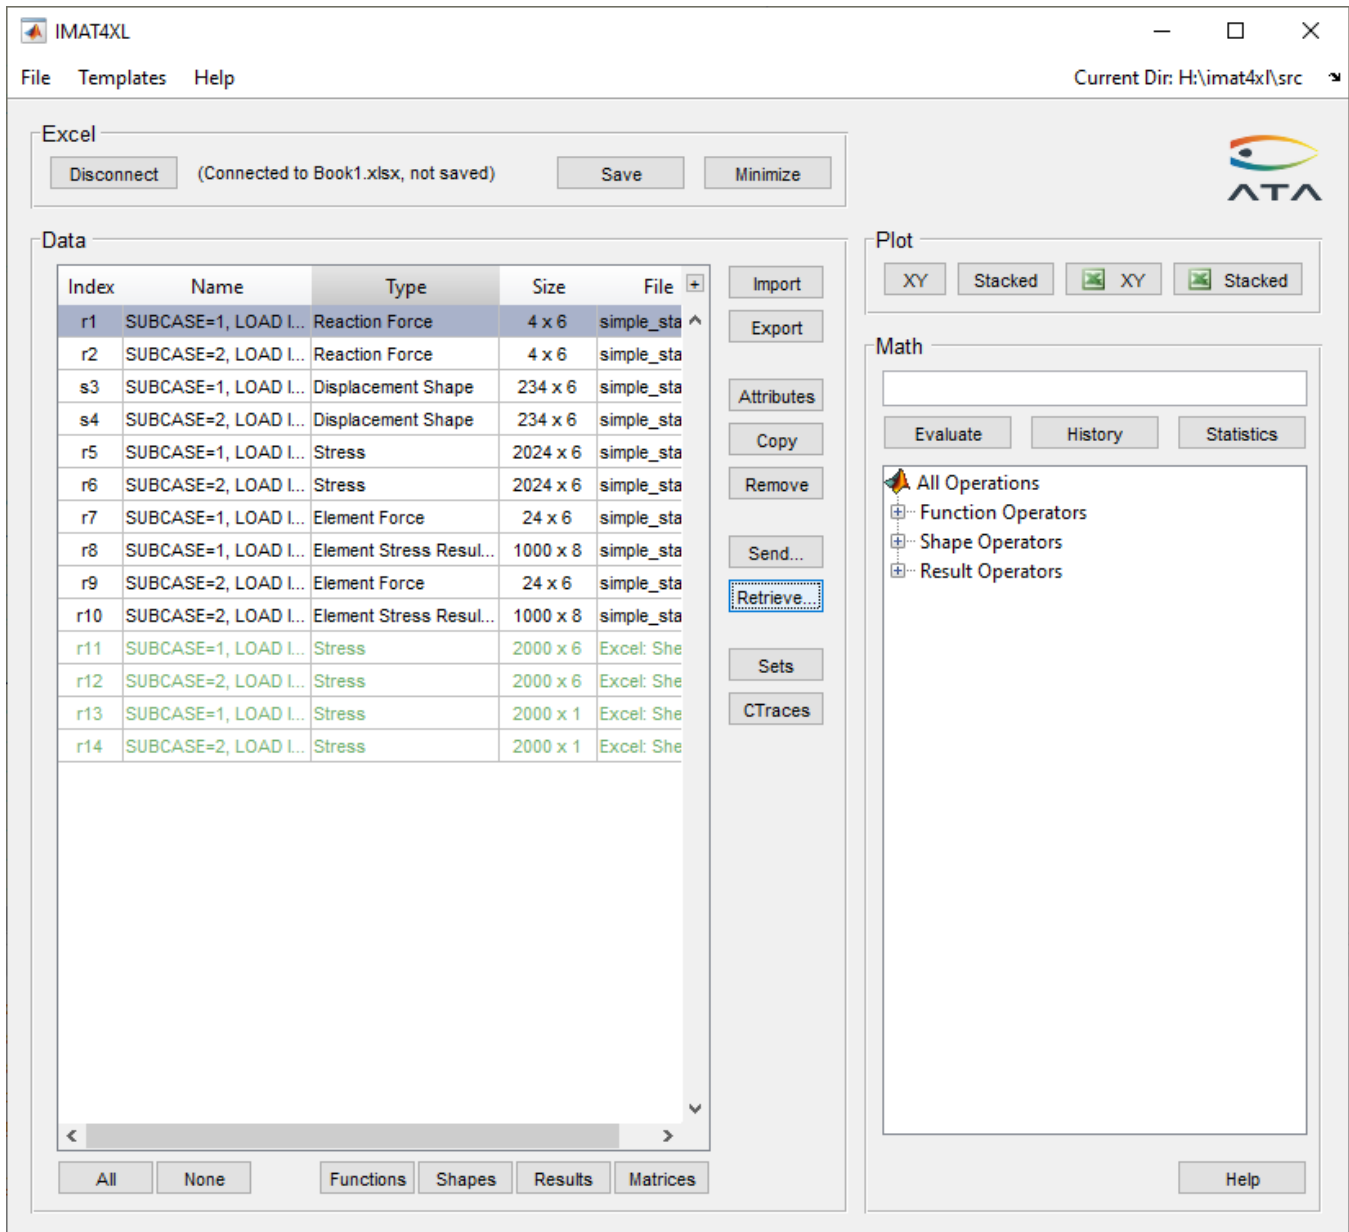 IMAT4XL
File Templates Help Current Dir: H:\imat4xl\src
Excel
Disconnect (Connected to Book1.xlsx, not saved) Save Minimize
ATA
Data
Index Name Type Size File
r1 SUBCASE=1, LOAD I... Reaction Force 4 x 6 simple_sta
r2 SUBCASE=2, LOAD I... Reaction Force 4 x 6 simple_sta
s3 SUBCASE=1, LOAD I... Displacement Shape 234 x 6 simple_sta
s4 SUBCASE=2, LOAD I... Displacement Shape 234 x 6 simple_sta
r5 SUBCASE=1, LOAD I... Stress 2024 x 6 simple_sta
r6 SUBCASE=2, LOAD I... Stress 2024 x 6 simple_sta
r7 SUBCASE=1, LOAD I... Element Force 24 x 6 simple_sta
r8 SUBCASE=1, LOAD I... Element Stress Resul... 1000 x 8 simple_sta
r9 SUBCASE=2, LOAD I... Element Force 24 x 6 simple_sta
r10 SUBCASE=2, LOAD I... Element Stress Resul... 1000 x 8 simple_sta
r11 SUBCASE=1, LOAD I... Stress 2000 x 6 Excel: She
r12 SUBCASE=2, LOAD I... Stress 2000 x 6 Excel: She
r13 SUBCASE=1, LOAD I... Stress 2000 x 1 Excel: She
r14 SUBCASE=2, LOAD I... Stress 2000 x 1 Excel: She
All None Functions Shapes Results Matrices
Import
Export
Attributes
Copy
Remove
Send...
Retrieve...
Sets
CTraces
Plot
XY Stacked XY Stacked
Math
Evaluate History Statistics
All Operations
Function Operators
Shape Operators
Result Operators
Help